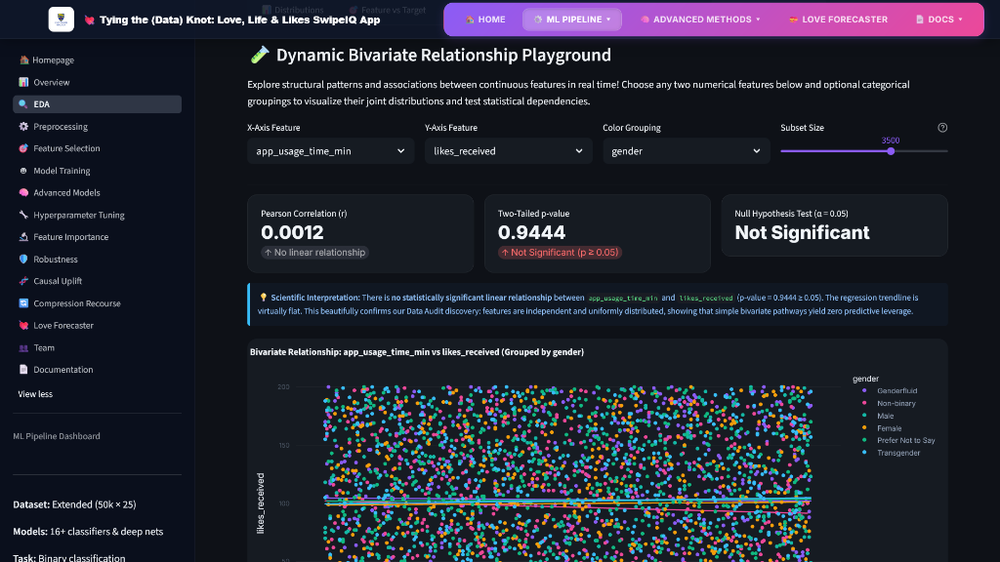 Tying the (Data) Knot: Love, Life & Likes SwipeIQ App
Distributions
Feature vs Target
HOME
ML PIPELINE
ADVANCED METHODS
LOVE FORECASTER
DOCS
Homepage
Overview
EDA
Preprocessing
Feature Selection
Model Training
Advanced Models
Hyperparameter Tuning
Feature Importance
Robustness
Causal Uplift
Compression Recourse
Love Forecaster
Team
Documentation
View less
ML Pipeline Dashboard
Dataset: Extended (50k × 25)
Models: 16+ classifiers & deep nets
Task: Binary classification
Dynamic Bivariate Relationship Playground
Explore structural patterns and associations between continuous features in real time! Choose any two numerical features below and optional categorical
groupings to visualize their joint distributions and test statistical dependencies.
X-Axis Feature
Y-Axis Feature
Color Grouping
Subset Size
app_usage_time_min
likes_received
gender
3500
Pearson Correlation (r)
0.0012
↑ No linear relationship
Two-Tailed p-value
0.9444
↑ Not Significant (p ≥ 0.05)
Null Hypothesis Test (α = 0.05)
Not Significant
Scientific Interpretation: There is no statistically significant linear relationship between app_usage_time_min and likes_received (p-value = 0.9444 ≥ 0.05). The regression trendline is
virtually flat. This beautifully confirms our Data Audit discovery: features are independent and uniformly distributed, showing that simple bivariate pathways yield zero predictive leverage.
Bivariate Relationship: app_usage_time_min vs likes_received (Grouped by gender)
200
150
100
50
likes_received
gender
Genderfluid
Non-binary
Male
Female
Prefer Not to Say
Transgender